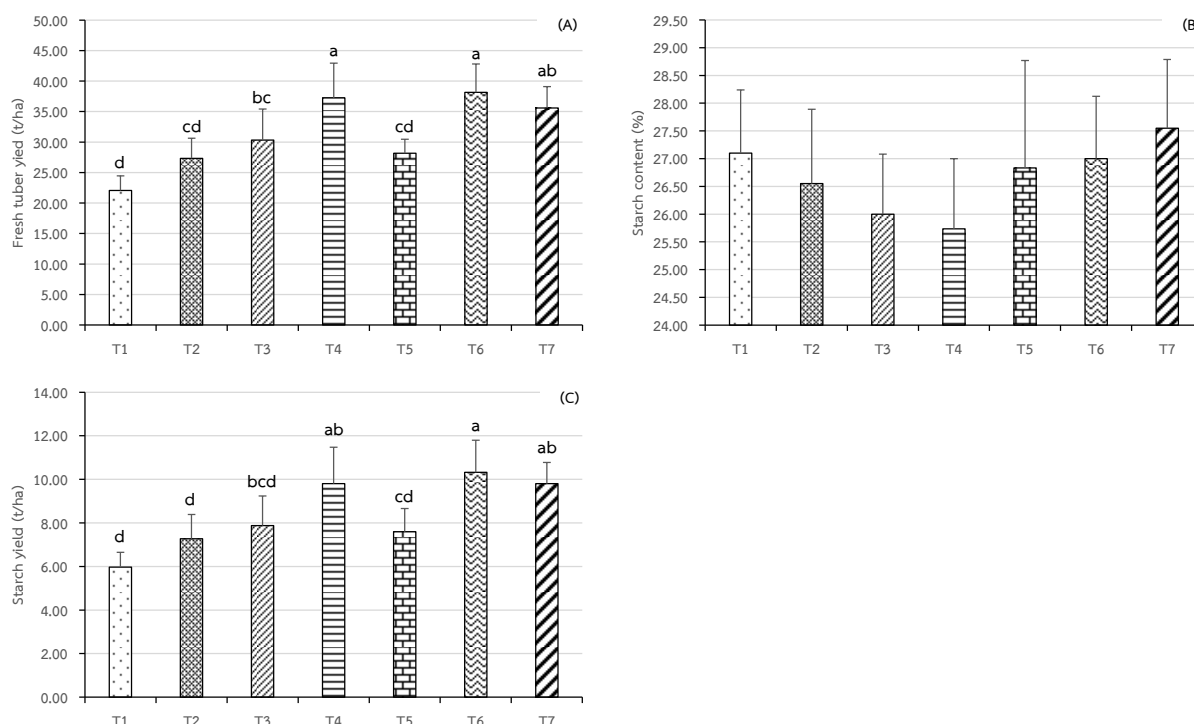 (A)
Fresh tuber yied (t/ha)
50.00
45.00
40.00
35.00
30.00
25.00
20.00
15.00
10.00
5.00
0.00
d
cd
bc
a
cd
a
ab
T1 T2 T3 T4 T5 T6 T7
(B
Starch content (%)
29.50
29.00
28.50
28.00
27.50
27.00
26.50
26.00
25.50
25.00
24.50
24.00
T1 T2 T3 T4 T5 T6 T7
(C)
Starch yield (t/ha)
14.00
12.00
10.00
8.00
6.00
4.00
2.00
0.00
d
d
bcd
ab
cd
a
ab
T1 T2 T3 T4 T5 T6 T7